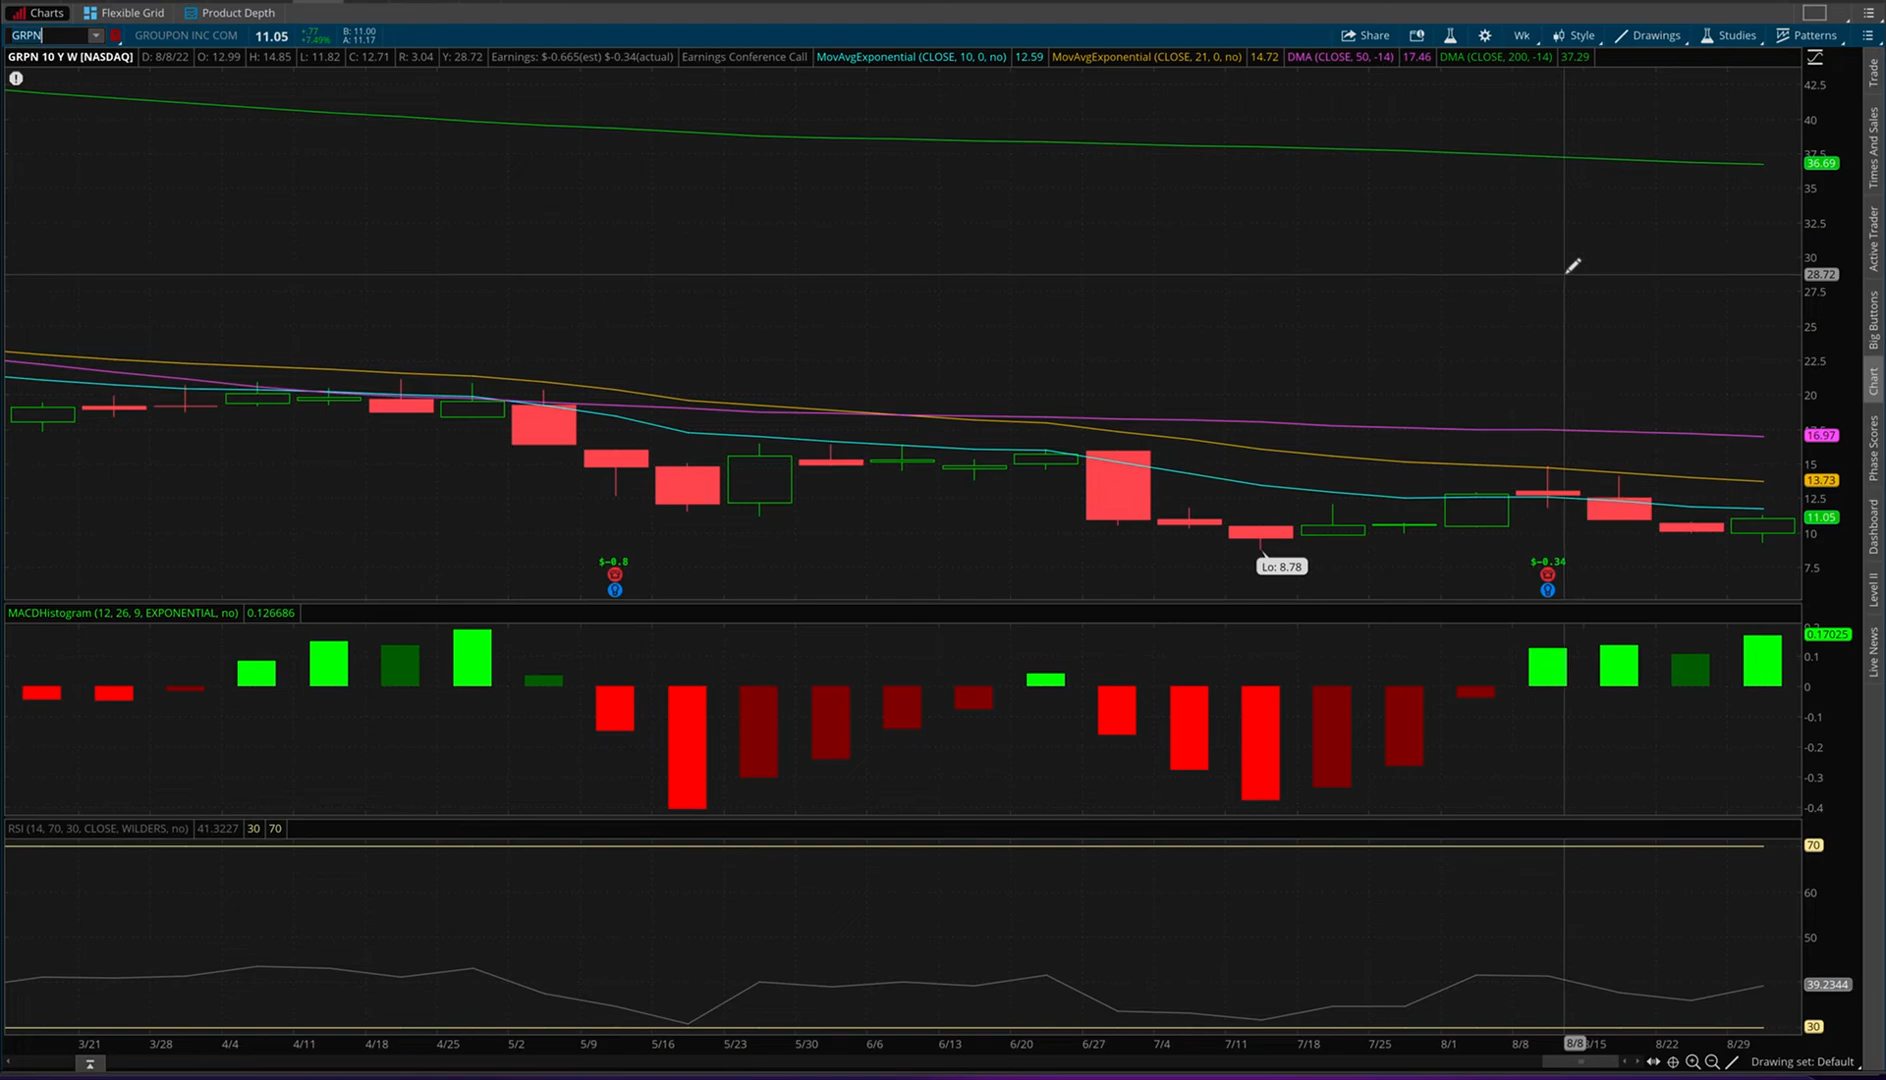 Charts Flexible Grid Product Depth
GRPN GROUPON INC COM 11.05 +.77 +7.49% B: 11.00 A: 11.17 Share Wk Style Drawings Studies Patterns
GRPN 10 Y W [NASDAQ] D: 8/8/22 O: 12.99 H: 14.85 L: 11.82 C: 12.71 R: 3.04 Y: 28.72 Earnings: $-0.665(est) $-0.34(actual) Earnings Conference Call MovAvgExponential (CLOSE, 10, 0, no) 12.59 MovAvgExponential (CLOSE, 21, 0, no) 14.72 DMA (CLOSE, 50, -14) 17.46 DMA (CLOSE, 200, -14) 37.29
42.5
40
37.5
36.69
35
32.5
30
28.72
27.5
25
22.5
20
16.97
15
13.73
12.5
11.05
10
7.5
$-0.8
Lo: 8.78
$-0.34
MACDHistogram (12, 26, 9, EXPONENTIAL, no) 0.126686
0.17025
0.1
0
-0.1
-0.2
-0.3
-0.4
RSI (14, 70, 30, CLOSE, WILDERS, no) 41.3227 30 70
70
60
50
39.2344
30
3/21 3/28 4/4 4/11 4/18 4/25 5/2 5/9 5/16 5/23 5/30 6/6 6/13 6/20 6/27 7/4 7/11 7/18 7/25 8/1 8/8 8/8 8/15 8/22 8/29
Drawing set: Default
Trade
Times And Sales
Active Trader
Big Buttons
Chart
Phase Scores
Dashboard
Level II
Live News